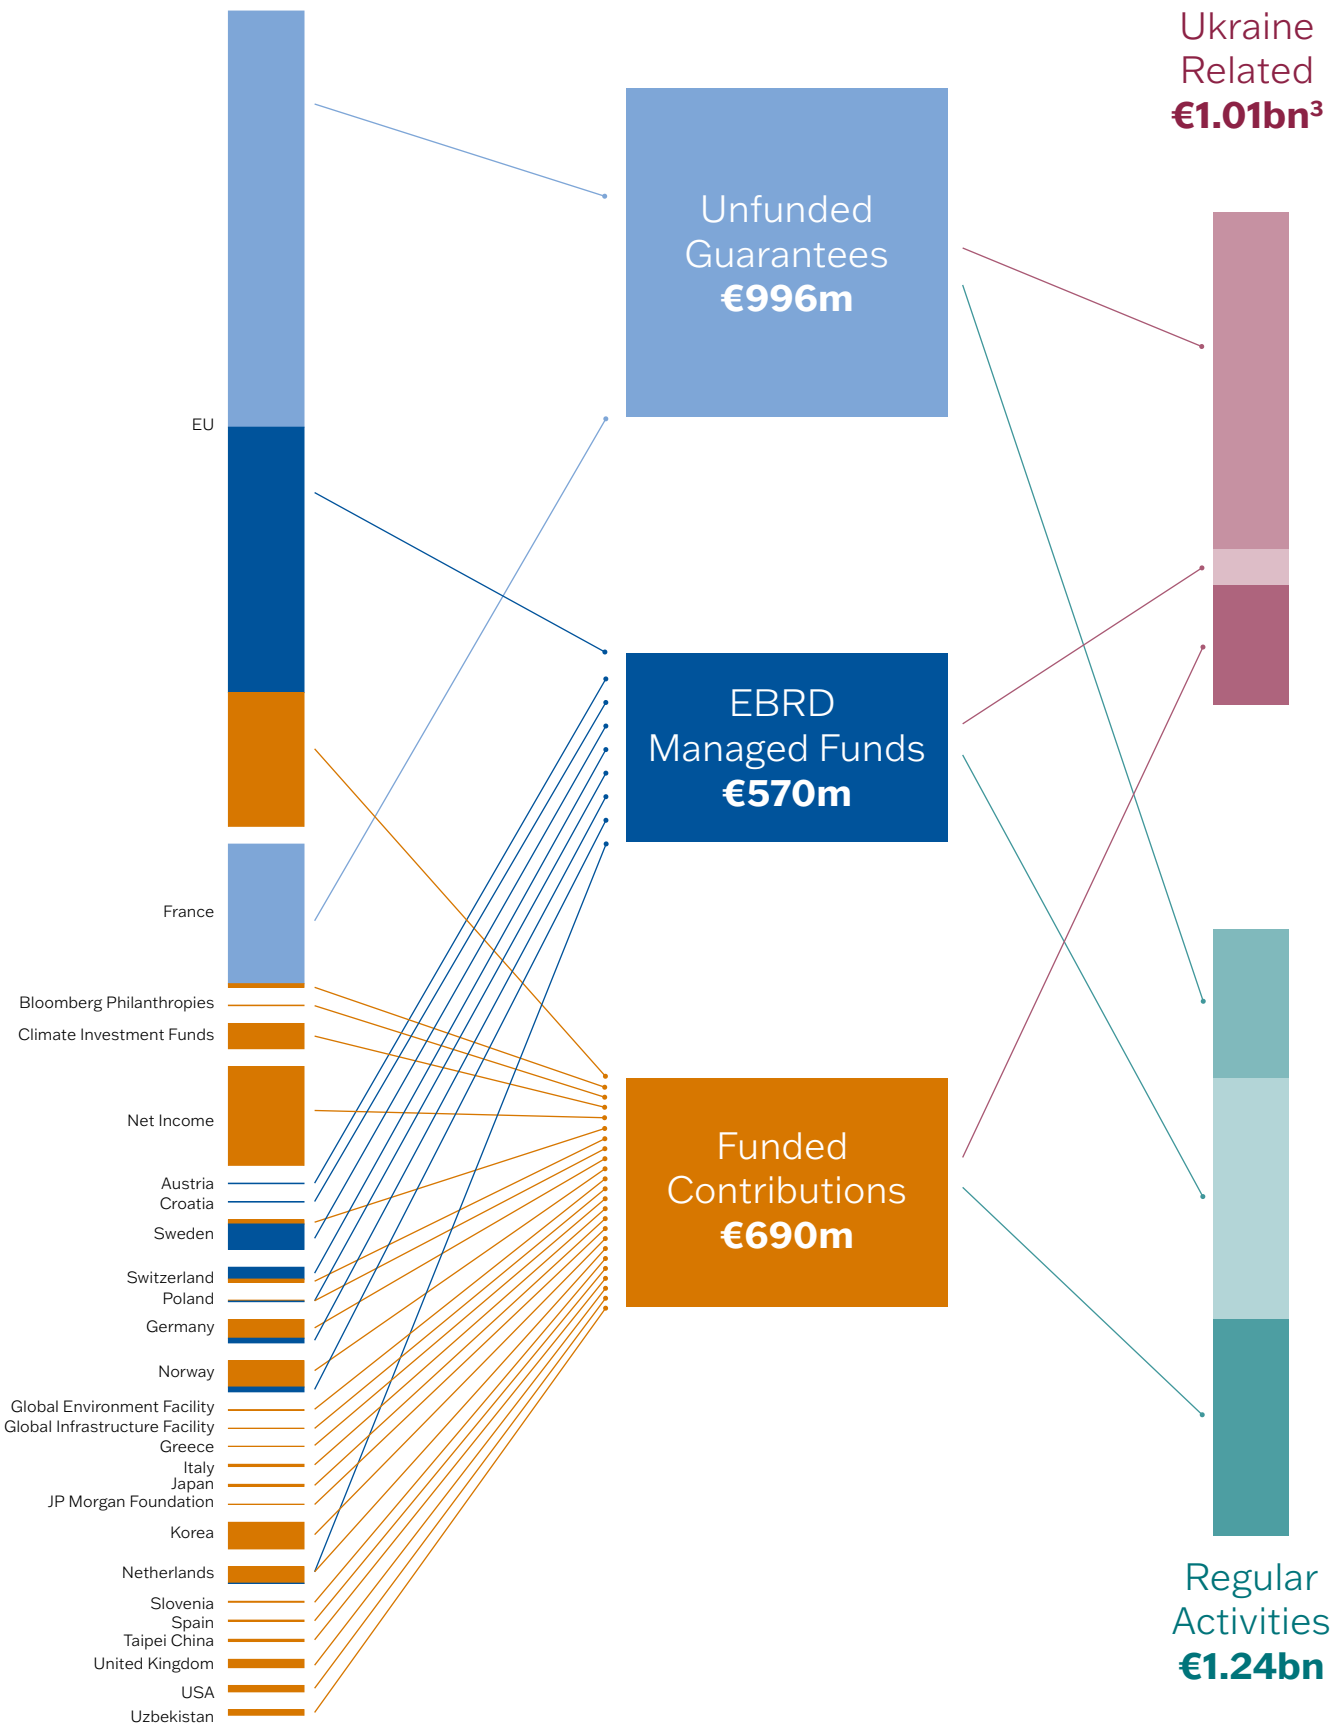 EU
France
Bloomberg Philanthropies
Climate Investment Funds
Net Income
Austria
Croatia
Sweden
Switzerland
Poland
Germany
Norway
Global Environment Facility
Global Infrastructure Facility
Greece
Italy
Japan
JP Morgan Foundation
Korea
Netherlands
Slovenia
Spain
Taipei China
United Kingdom
USA
Uzbekistan
Unfunded
Guarantees
€996m
EBRD
Managed Funds
€570m
Funded
Contributions
€690m
Ukraine
Related
€1.01bn³
Regular
Activities
€1.24bn